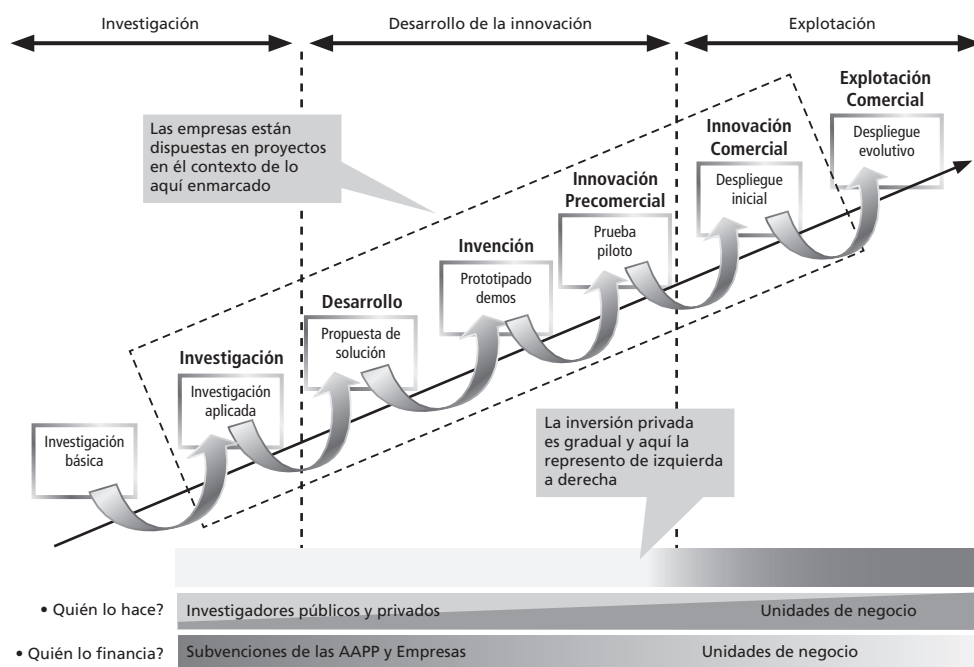 Investigación
Desarrollo de la innovación
Explotación
Las empresas están
dispuestas en proyectos
en él contexto de lo
aquí enmarcado
Explotación
Comercial
Despliegue
evolutivo
Innovación
Comercial
Despliegue
inicial
Innovación
Precomercial
Prueba
piloto
Invención
Prototipado
demos
Desarrollo
Propuesta de
solución
Investigación
Investigación
aplicada
Investigación
básica
La inversión privada
es gradual y aquí la
represento de izquierda
a derecha
• Quién lo hace?
Investigadores públicos y privados
Unidades de negocio
• Quién lo financia?
Subvenciones de las AAPP y Empresas
Unidades de negocio